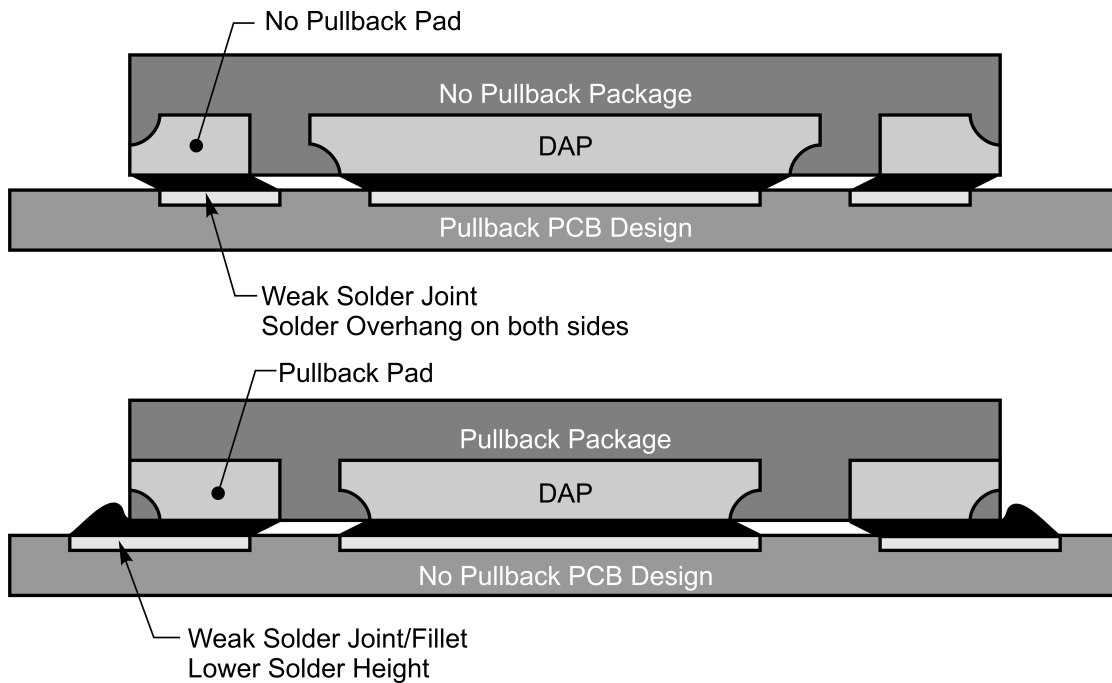 No Pullback Pad
No Pullback Package
DAP
Pullback PCB Design
Weak Solder Joint
Solder Overhang on both sides
Pullback Pad
Pullback Package
DAP
No Pullback PCB Design
Weak Solder Joint/Fillet
Lower Solder Height